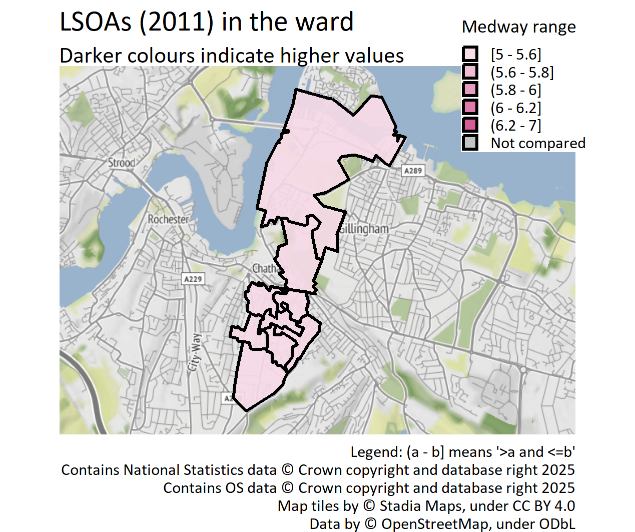 LSOAs (2011) in the ward
Darker colours indicate higher values
Medway range
[5 - 5.6]
(5.6 - 5.8]
(5.8 - 6]
(6 - 6.2]
(6.2 - 7]
Not compared
Strood
A289
Rochester
Gillingham
Chath
A229
City Way
Legend: (a - b] means '>a and <=b'
Contains National Statistics data © Crown copyright and database right 2025
Contains OS data © Crown copyright and database right 2025
Map tiles by © Stadia Maps, under CC BY 4.0
Data by © OpenStreetMap, under ODbL